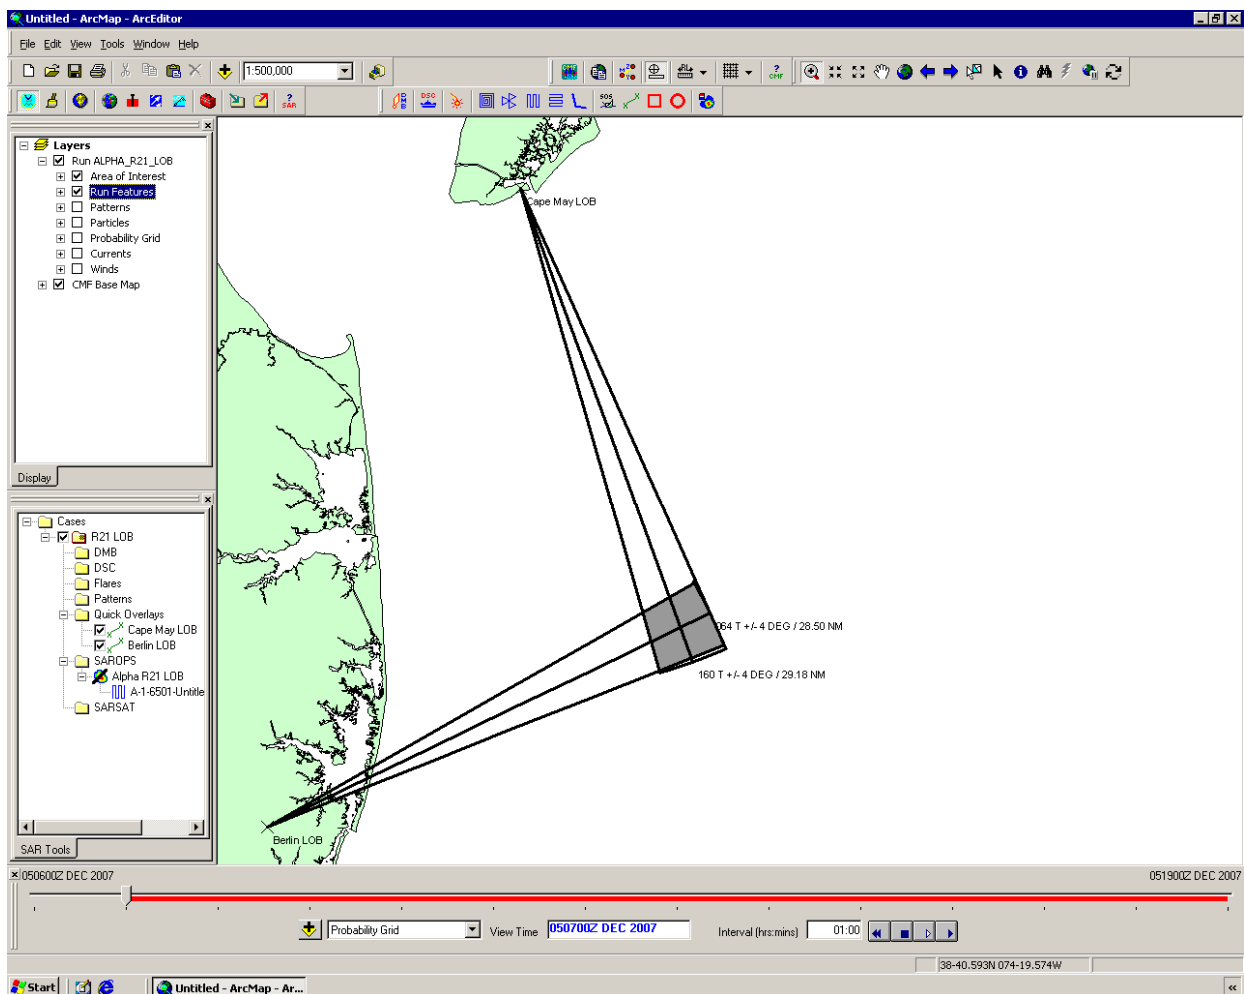 Untitled - ArcMap - ArcEditor
File Edit View Tools Window Help
1:500,000
? CMF
DMB
DSC
SOS
? SAR
Layers
Run ALPHA_R21_LOB
Area of Interest
Run Features
Patterns
Particles
Probability Grid
Currents
Winds
CMF Base Map
Display
Cases
R21 LOB
DMB
DSC
Flares
Patterns
Quick Overlays
Cape May LOB
Berlin LOB
SAROPS
Alpha R21 LOB
A-1-6501-Untitle
SARSAT
SAR Tools
Cape May LOB
064 T +/- 4 DEG / 28.50 NM
160 T +/- 4 DEG / 29.18 NM
Berlin LOB
050600Z DEC 2007
051900Z DEC 2007
Probability Grid
View Time
050700Z DEC 2007
Interval (hrs:mins)
01:00
38-40.593N 074-19.574W
Start
Untitled - ArcMap - Ar...